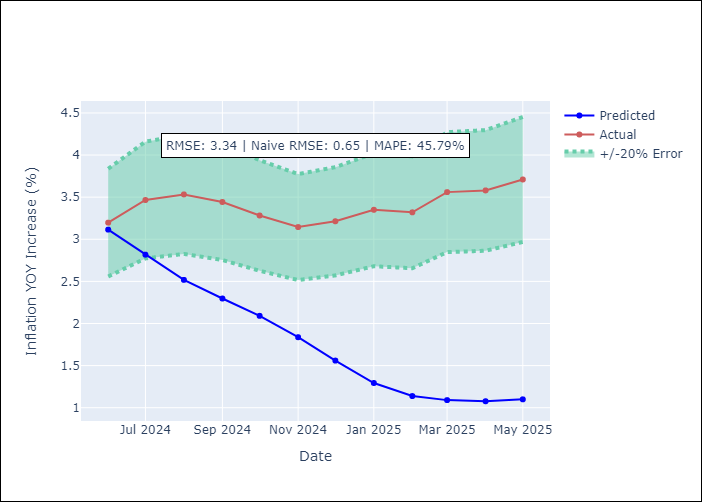 RMSE: 3.34 | Naive RMSE: 0.65 | MAPE: 45.79%
Predicted
Actual
+/-20% Error
4.5
4
3.5
3
2.5
2
1.5
1
Inflation YOY Increase (%)
Jul 2024
Sep 2024
Nov 2024
Jan 2025
Mar 2025
May 2025
Date